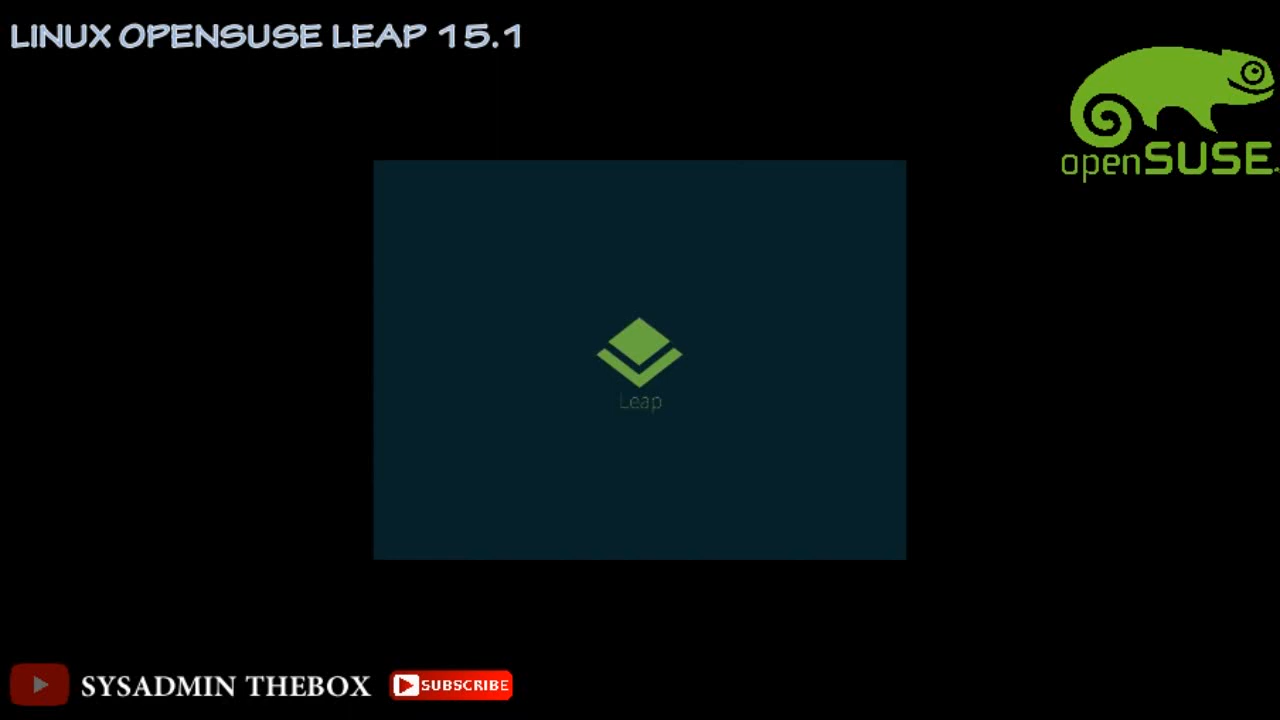 LINUX OPENSUSE LEAP 15.1
openSUSE.
Leap
SYSADMIN THEBOX
SUBSCRIBE